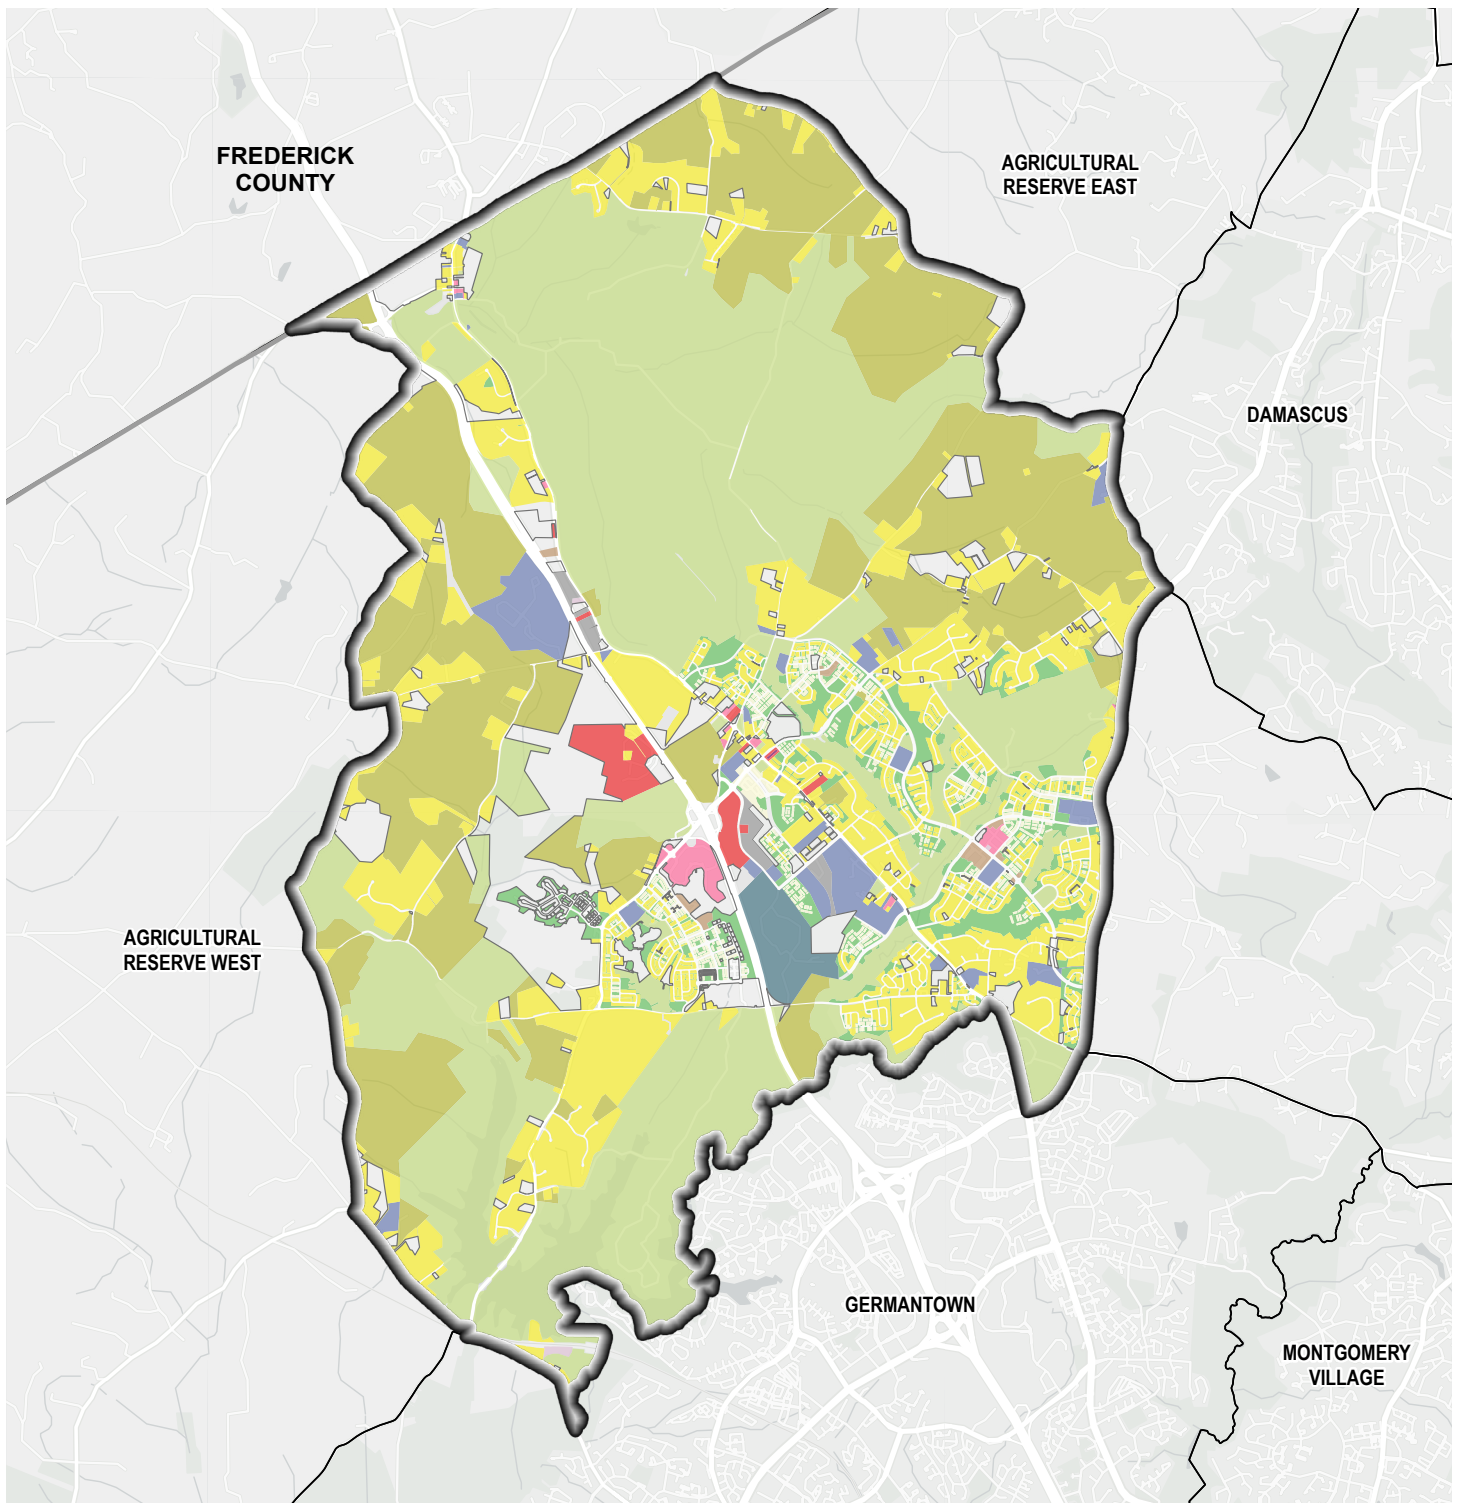 FREDERICK
COUNTY
AGRICULTURAL
RESERVE EAST
DAMASCUS
AGRICULTURAL
RESERVE WEST
GERMANTOWN
MONTGOMERY
VILLAGE